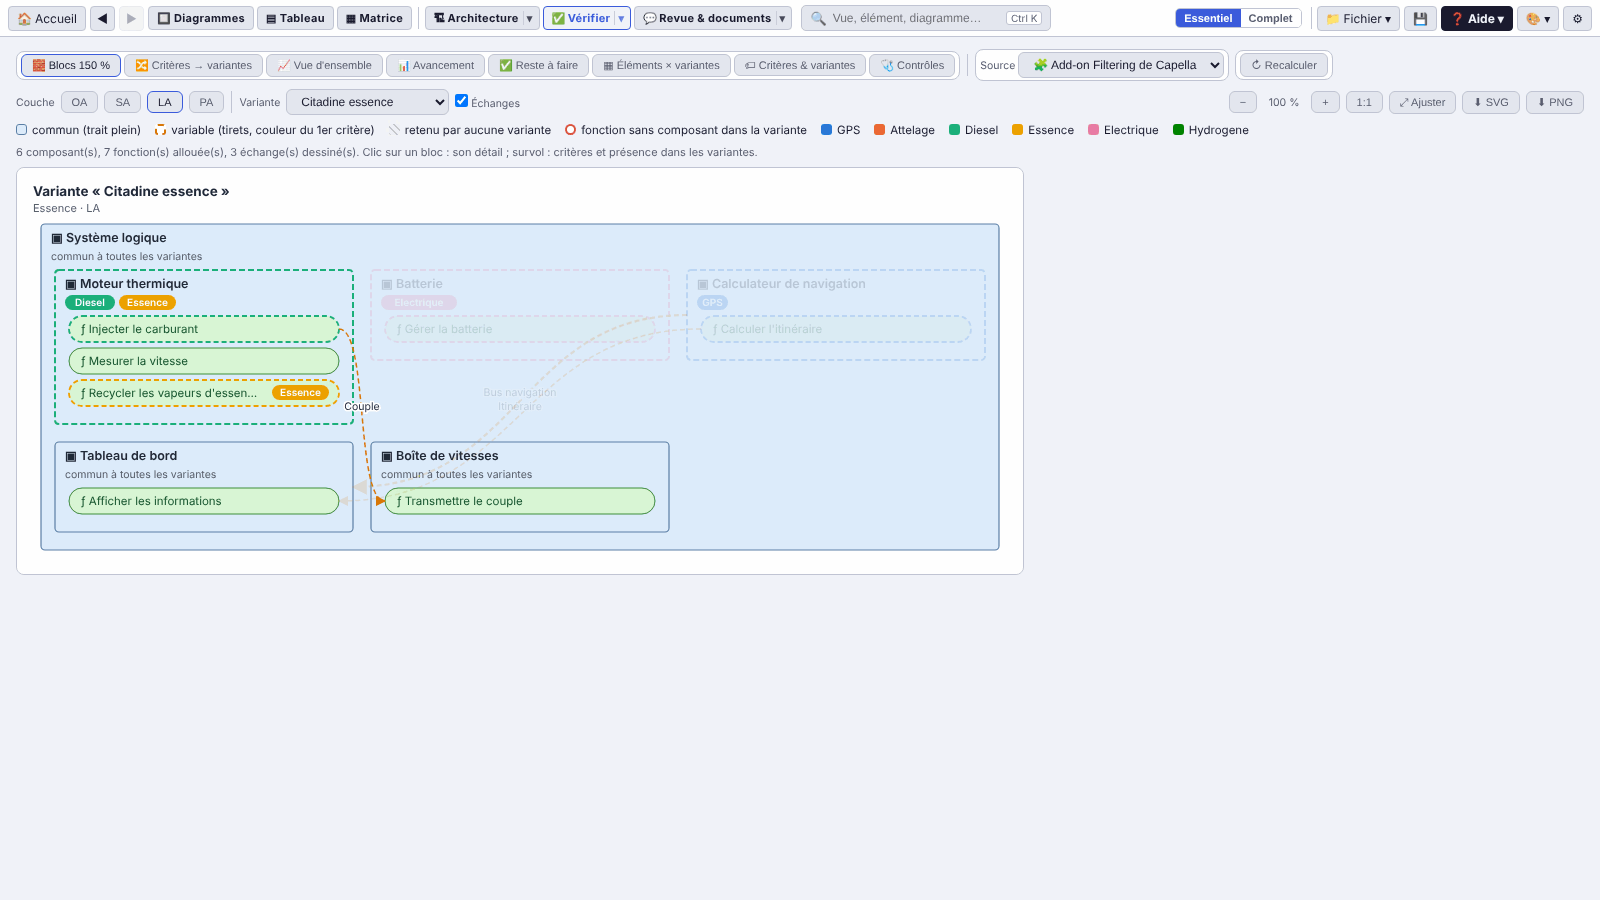 🏠 Accueil ◀ ▶ 🔲 Diagrammes ▤ Tableau ▦ Matrice 🏗 Architecture ▾ ✅ Vérifier ▾ 💬 Revue & documents ▾ 🔍 Vue, élément, diagramme… Ctrl K Essentiel Complet 📁 Fichier ▾ 💾 ❓ Aide ▾ 🎨 ▾ ⚙
🧱 Blocs 150 % 🔀 Critères → variantes 📈 Vue d'ensemble 📊 Avancement ✅ Reste à faire ▦ Éléments × variantes 🏷 Critères & variantes 🩺 Contrôles Source 🧩 Add-on Filtering de Capella ↻ Recalculer
Couche OA SA LA PA Variante Citadine essence Échanges − 100 % + 1:1 ⤢ Ajuster ⬇ SVG ⬇ PNG
commun (trait plein) variable (tirets, couleur du 1er critère) retenu par aucune variante fonction sans composant dans la variante GPS Attelage Diesel Essence Electrique Hydrogene
6 composant(s), 7 fonction(s) allouée(s), 3 échange(s) dessiné(s). Clic sur un bloc : son détail ; survol : critères et présence dans les variantes.
Variante « Citadine essence »
Essence · LA
▣ Système logique
commun à toutes les variantes
▣ Moteur thermique
Diesel Essence
ƒ Injecter le carburant
ƒ Mesurer la vitesse
ƒ Recycler les vapeurs d'essen... Essence
▣ Batterie
Electrique
ƒ Gérer la batterie
▣ Calculateur de navigation
GPS
ƒ Calculer l'itinéraire
Bus navigation
Itinéraire
Couple
▣ Tableau de bord
commun à toutes les variantes
ƒ Afficher les informations
▣ Boîte de vitesses
commun à toutes les variantes
ƒ Transmettre le couple